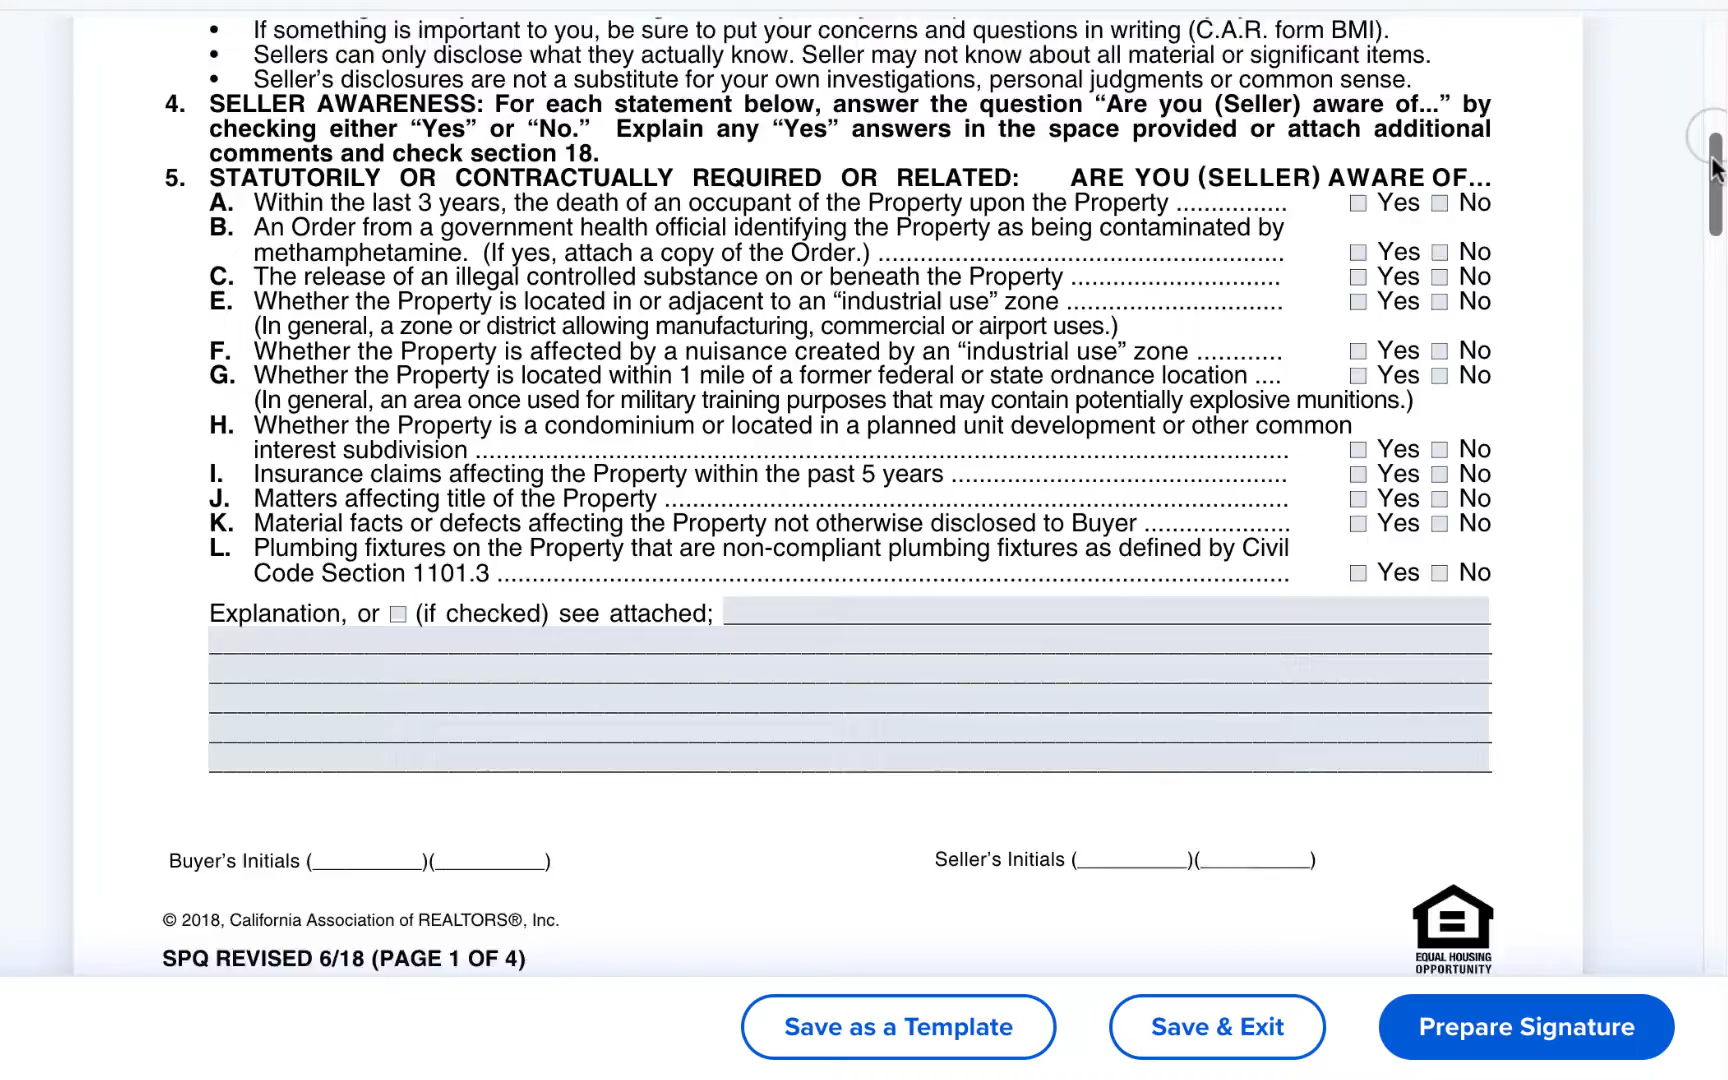 • If something is important to you, be sure to put your concerns and questions in writing (C.A.R. form BMI).
• Sellers can only disclose what they actually know. Seller may not know about all material or significant items.
• Seller’s disclosures are not a substitute for your own investigations, personal judgments or common sense.
4. SELLER AWARENESS: For each statement below, answer the question “Are you (Seller) aware of...” by
checking either “Yes” or “No.” Explain any “Yes” answers in the space provided or attach additional
comments and check section 18.
5. STATUTORILY OR CONTRACTUALLY REQUIRED OR RELATED: ARE YOU (SELLER) AWARE OF...
A. Within the last 3 years, the death of an occupant of the Property upon the Property ................ Yes No
B. An Order from a government health official identifying the Property as being contaminated by
methamphetamine. (If yes, attach a copy of the Order.) .......................................................... Yes No
C. The release of an illegal controlled substance on or beneath the Property .............................. Yes No
E. Whether the Property is located in or adjacent to an “industrial use” zone ............................... Yes No
(In general, a zone or district allowing manufacturing, commercial or airport uses.)
F. Whether the Property is affected by a nuisance created by an “industrial use” zone ............ Yes No
G. Whether the Property is located within 1 mile of a former federal or state ordnance location .... Yes No
(In general, an area once used for military training purposes that may contain potentially explosive munitions.)
H. Whether the Property is a condominium or located in a planned unit development or other common
interest subdivision .................................................................................................................... Yes No
I. Insurance claims affecting the Property within the past 5 years ................................................ Yes No
J. Matters affecting title of the Property ......................................................................................... Yes No
K. Material facts or defects affecting the Property not otherwise disclosed to Buyer ..................... Yes No
L. Plumbing fixtures on the Property that are non-compliant plumbing fixtures as defined by Civil
Code Section 1101.3 ................................................................................................................. Yes No
Explanation, or (if checked) see attached; ______
Buyer’s Initials (__________)(__________) Seller’s Initials (__________)(__________)
© 2018, California Association of REALTORS®, Inc.
SPQ REVISED 6/18 (PAGE 1 OF 4)
EQUAL HOUSING
OPPORTUNITY
Save as a Template Save & Exit Prepare Signature